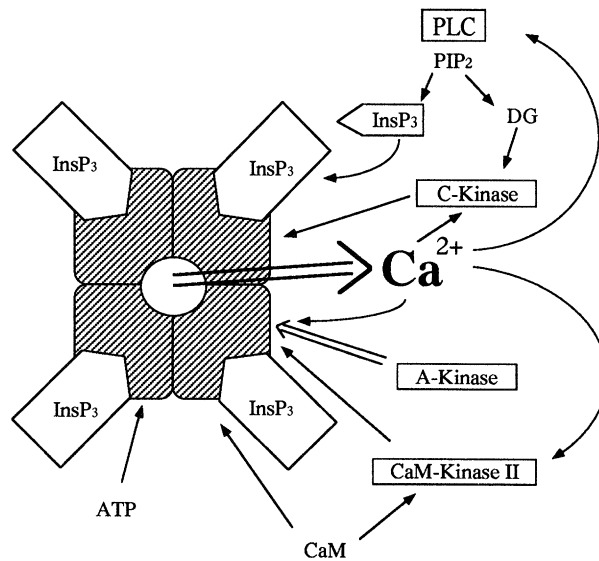 PLC
PIP2
InsP3
DG
InsP3
InsP3
C-Kinase
Ca2+
A-Kinase
InsP3
InsP3
CaM-Kinase II
ATP
CaM